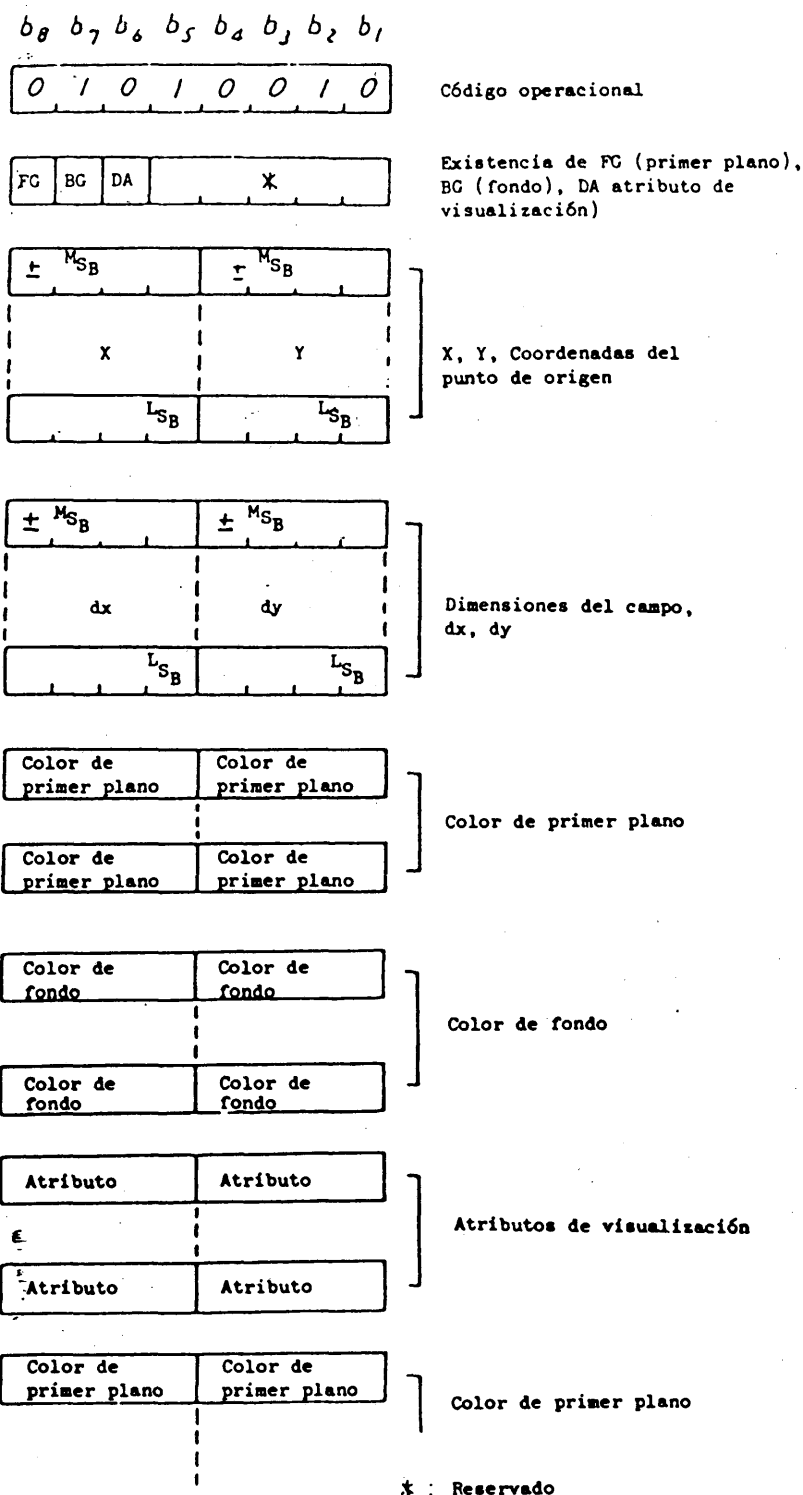 b8 b7 b6 b5 b4 b3 b2 b1
0 1 0 1 0 0 1 0
Código operacional
FG BG DA *
Existencia de FG (primer plano),
BG (fondo), DA atributo de
visualización)
± MSB ± MSB
X Y
X, Y, Coordenadas del
punto de origen
LSB LSB
± MSB ± MSB
dx dy
Dimensiones del campo,
dx, dy
LSB LSB
Color de Color de
primer plano primer plano
Color de primer plano
Color de Color de
primer plano primer plano
Color de Color de
fondo fondo
Color de fondo
Color de Color de
fondo fondo
Atributo Atributo
Atributos de visualización
Atributo Atributo
Color de Color de
primer plano primer plano
Color de primer plano
* : Reservado